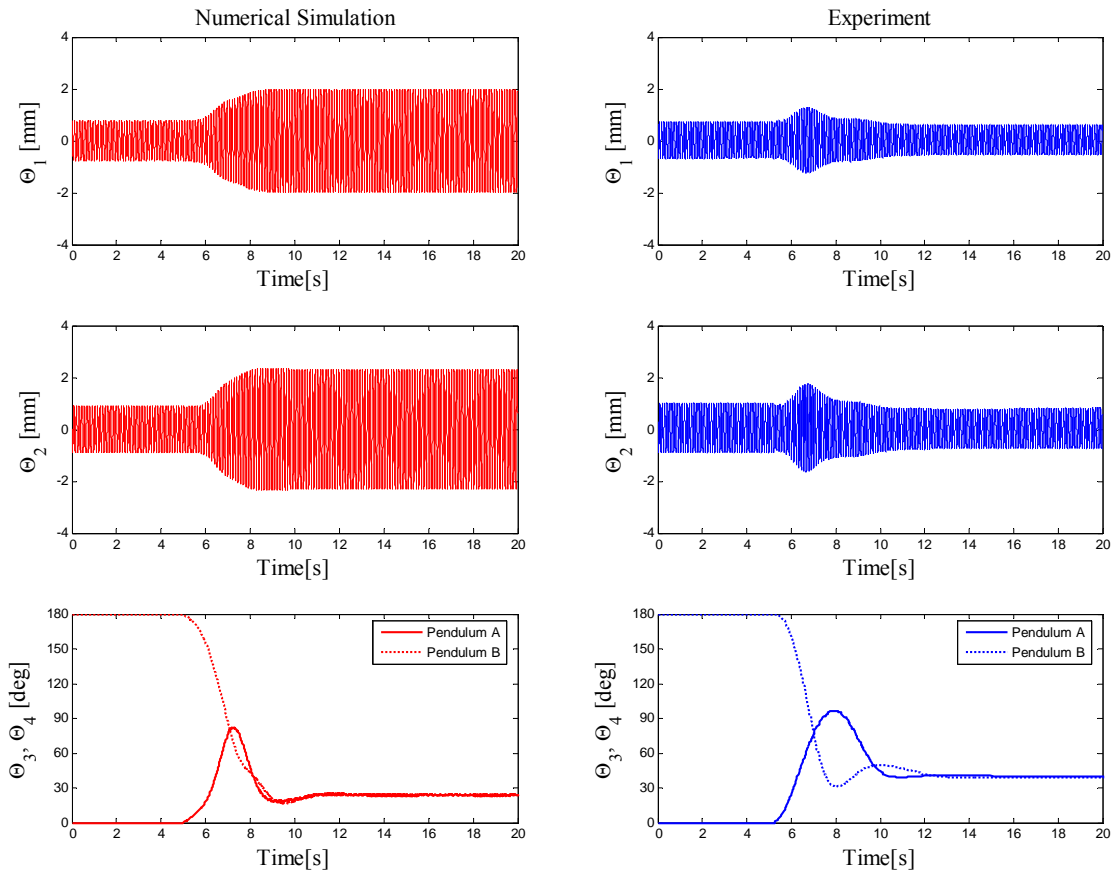 Numerical Simulation
4
2
0
-2
-4
Θ1 [mm]
0 2 4 6 8 10 12 14 16 18 20
Time[s]
Experiment
4
2
0
-2
-4
Θ1 [mm]
0 2 4 6 8 10 12 14 16 18 20
Time[s]
4
2
0
-2
-4
Θ2 [mm]
0 2 4 6 8 10 12 14 16 18 20
Time[s]
4
2
0
-2
-4
Θ2 [mm]
0 2 4 6 8 10 12 14 16 18 20
Time[s]
180
150
120
90
60
30
0
Θ3, Θ4 [deg]
Pendulum A
Pendulum B
0 2 4 6 8 10 12 14 16 18 20
Time[s]
180
150
120
90
60
30
0
Θ3, Θ4 [deg]
Pendulum A
Pendulum B
0 2 4 6 8 10 12 14 16 18 20
Time[s]